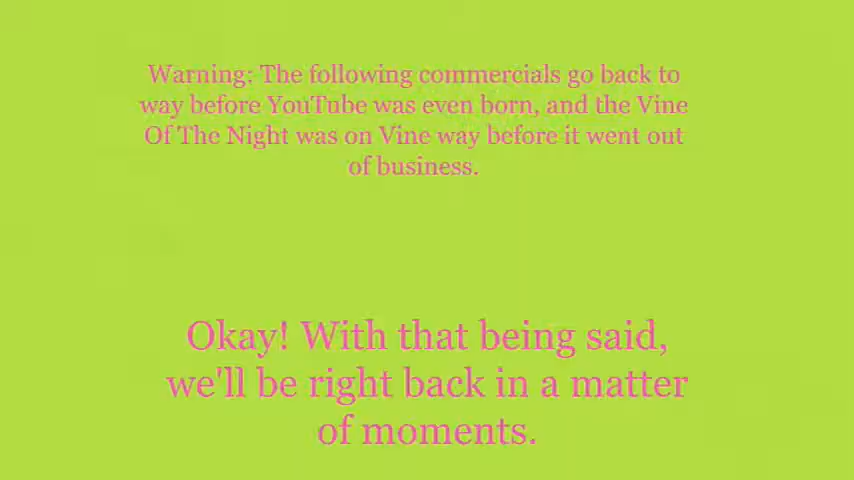 Warning: The following commercials go back to
way before YouTube was even born, and the Vine
Of The Night was on Vine way before it went out
of business.
Okay! With that being said,
we'll be right back in a matter
of moments.